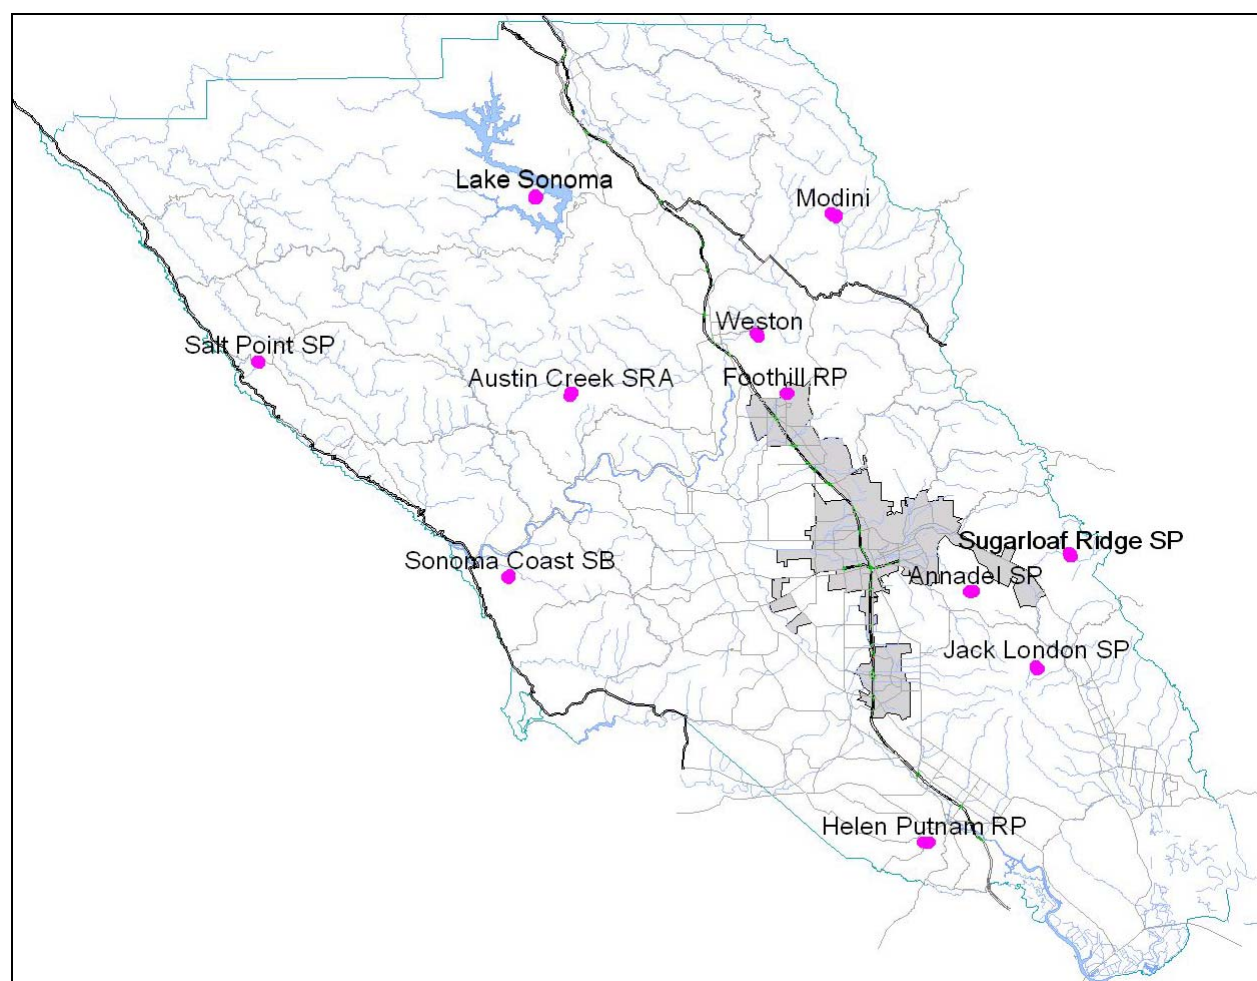 Lake Sonoma
Modini
Weston
Salt Point SP
Austin Creek SRA
Foothill RP
Sugarloaf Ridge SP
Sonoma Coast SB
Annadel SP
Jack London SP
Helen Putnam RP